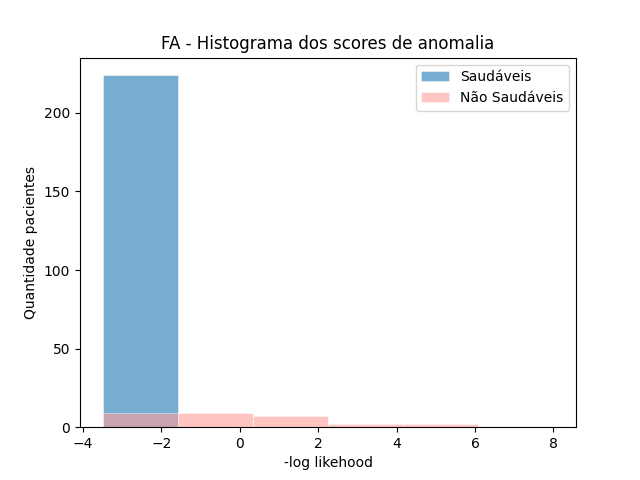 FA - Histograma dos scores de anomalia
Saudáveis
Não Saudáveis
Quantidade pacientes
200
150
100
50
0
−4
−2
0
2
4
6
8
-log likehood